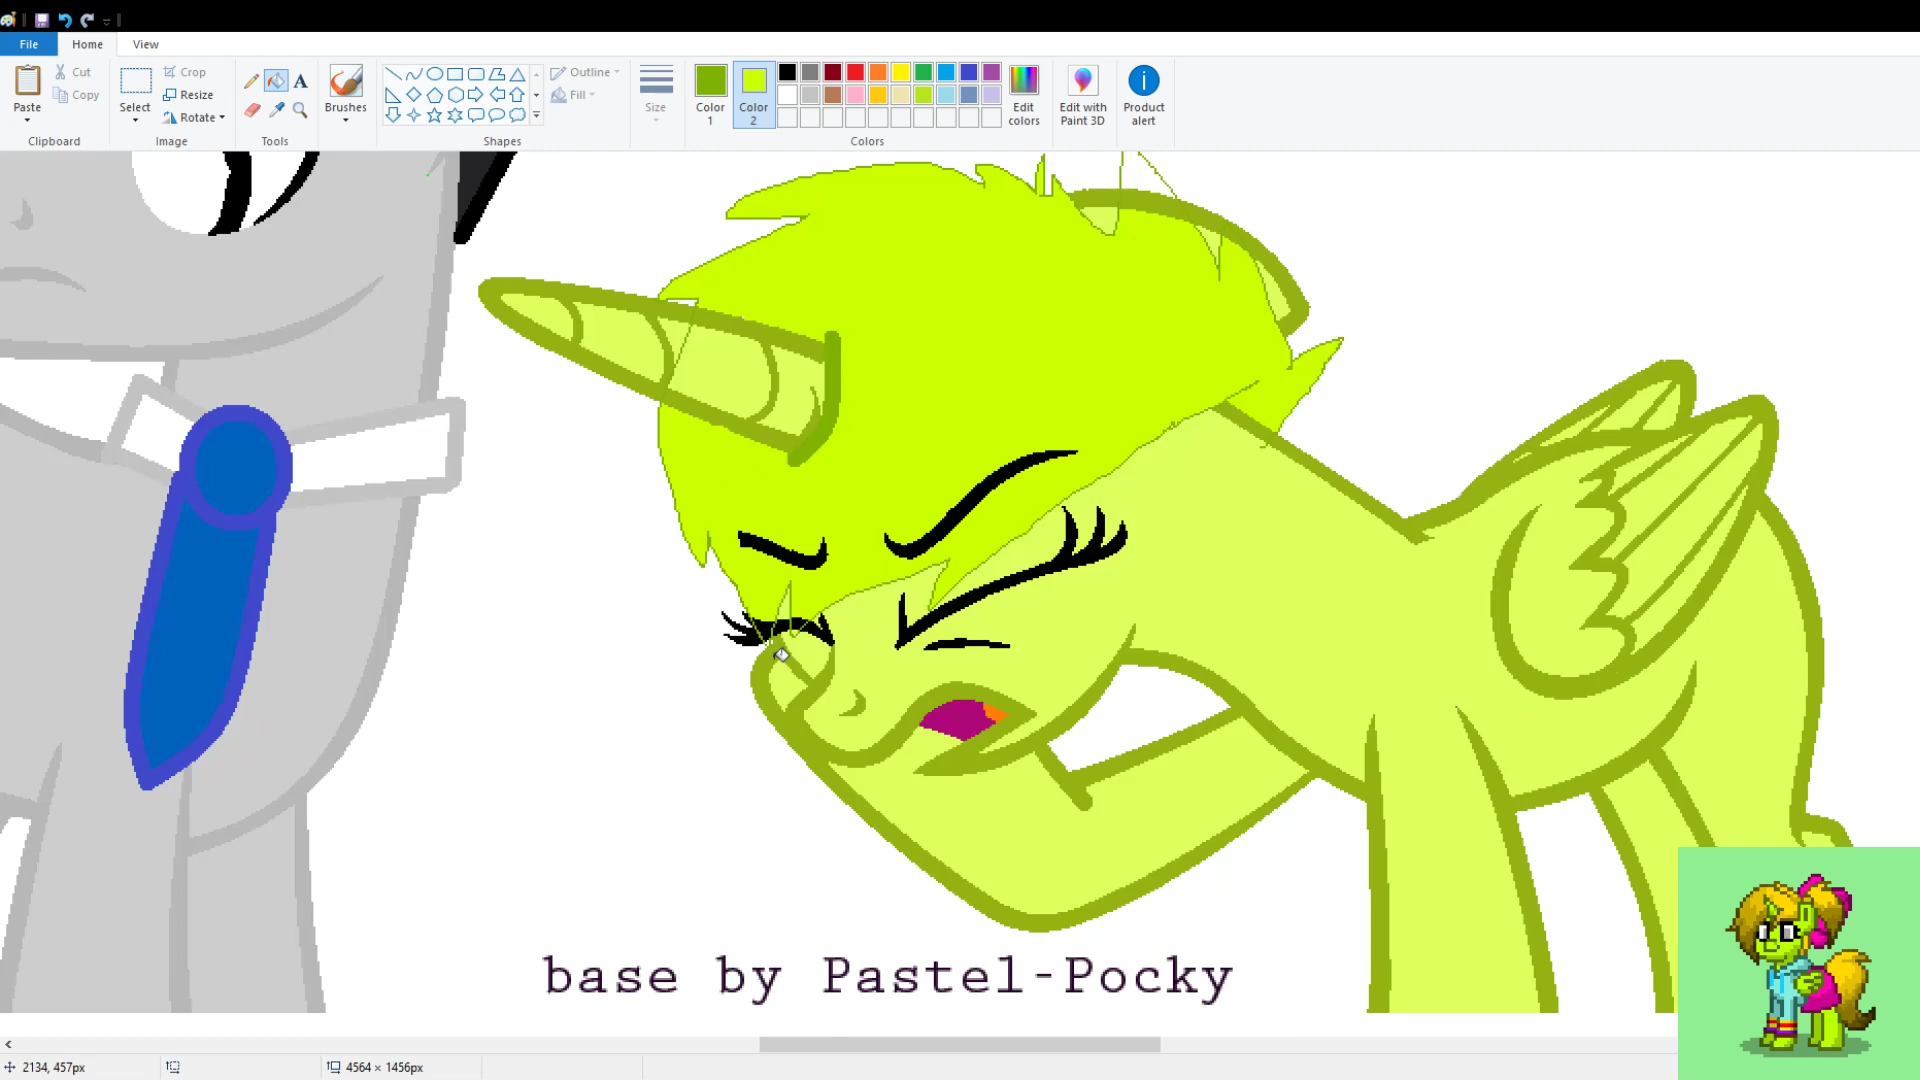 File Home View
Paste Cut Copy Select Crop Resize Rotate A Brushes Outline Fill Size Color 1 Color 2 Edit colors Edit with Paint 3D Product alert i
Clipboard Image Tools Shapes Colors
base by Pastel-Pocky
2134, 457px 4564 × 1456px